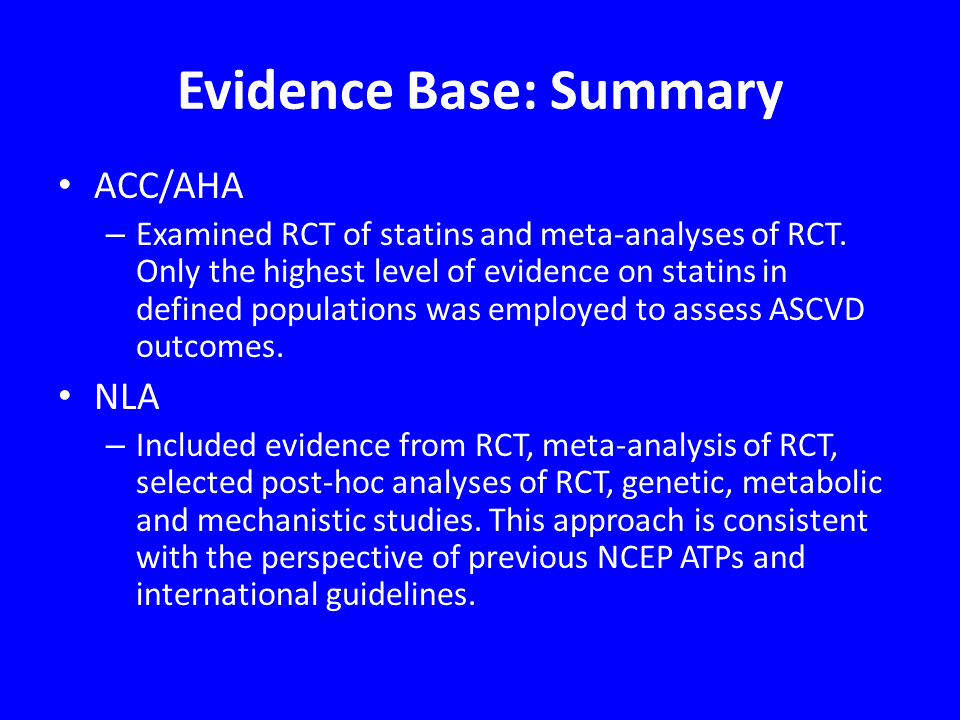 Evidence Base: Summary
• ACC/AHA
– Examined RCT of statins and meta-analyses of RCT.
Only the highest level of evidence on statins in
defined populations was employed to assess ASCVD
outcomes.
• NLA
– Included evidence from RCT, meta-analysis of RCT,
selected post-hoc analyses of RCT, genetic, metabolic
and mechanistic studies. This approach is consistent
with the perspective of previous NCEP ATPs and
international guidelines.